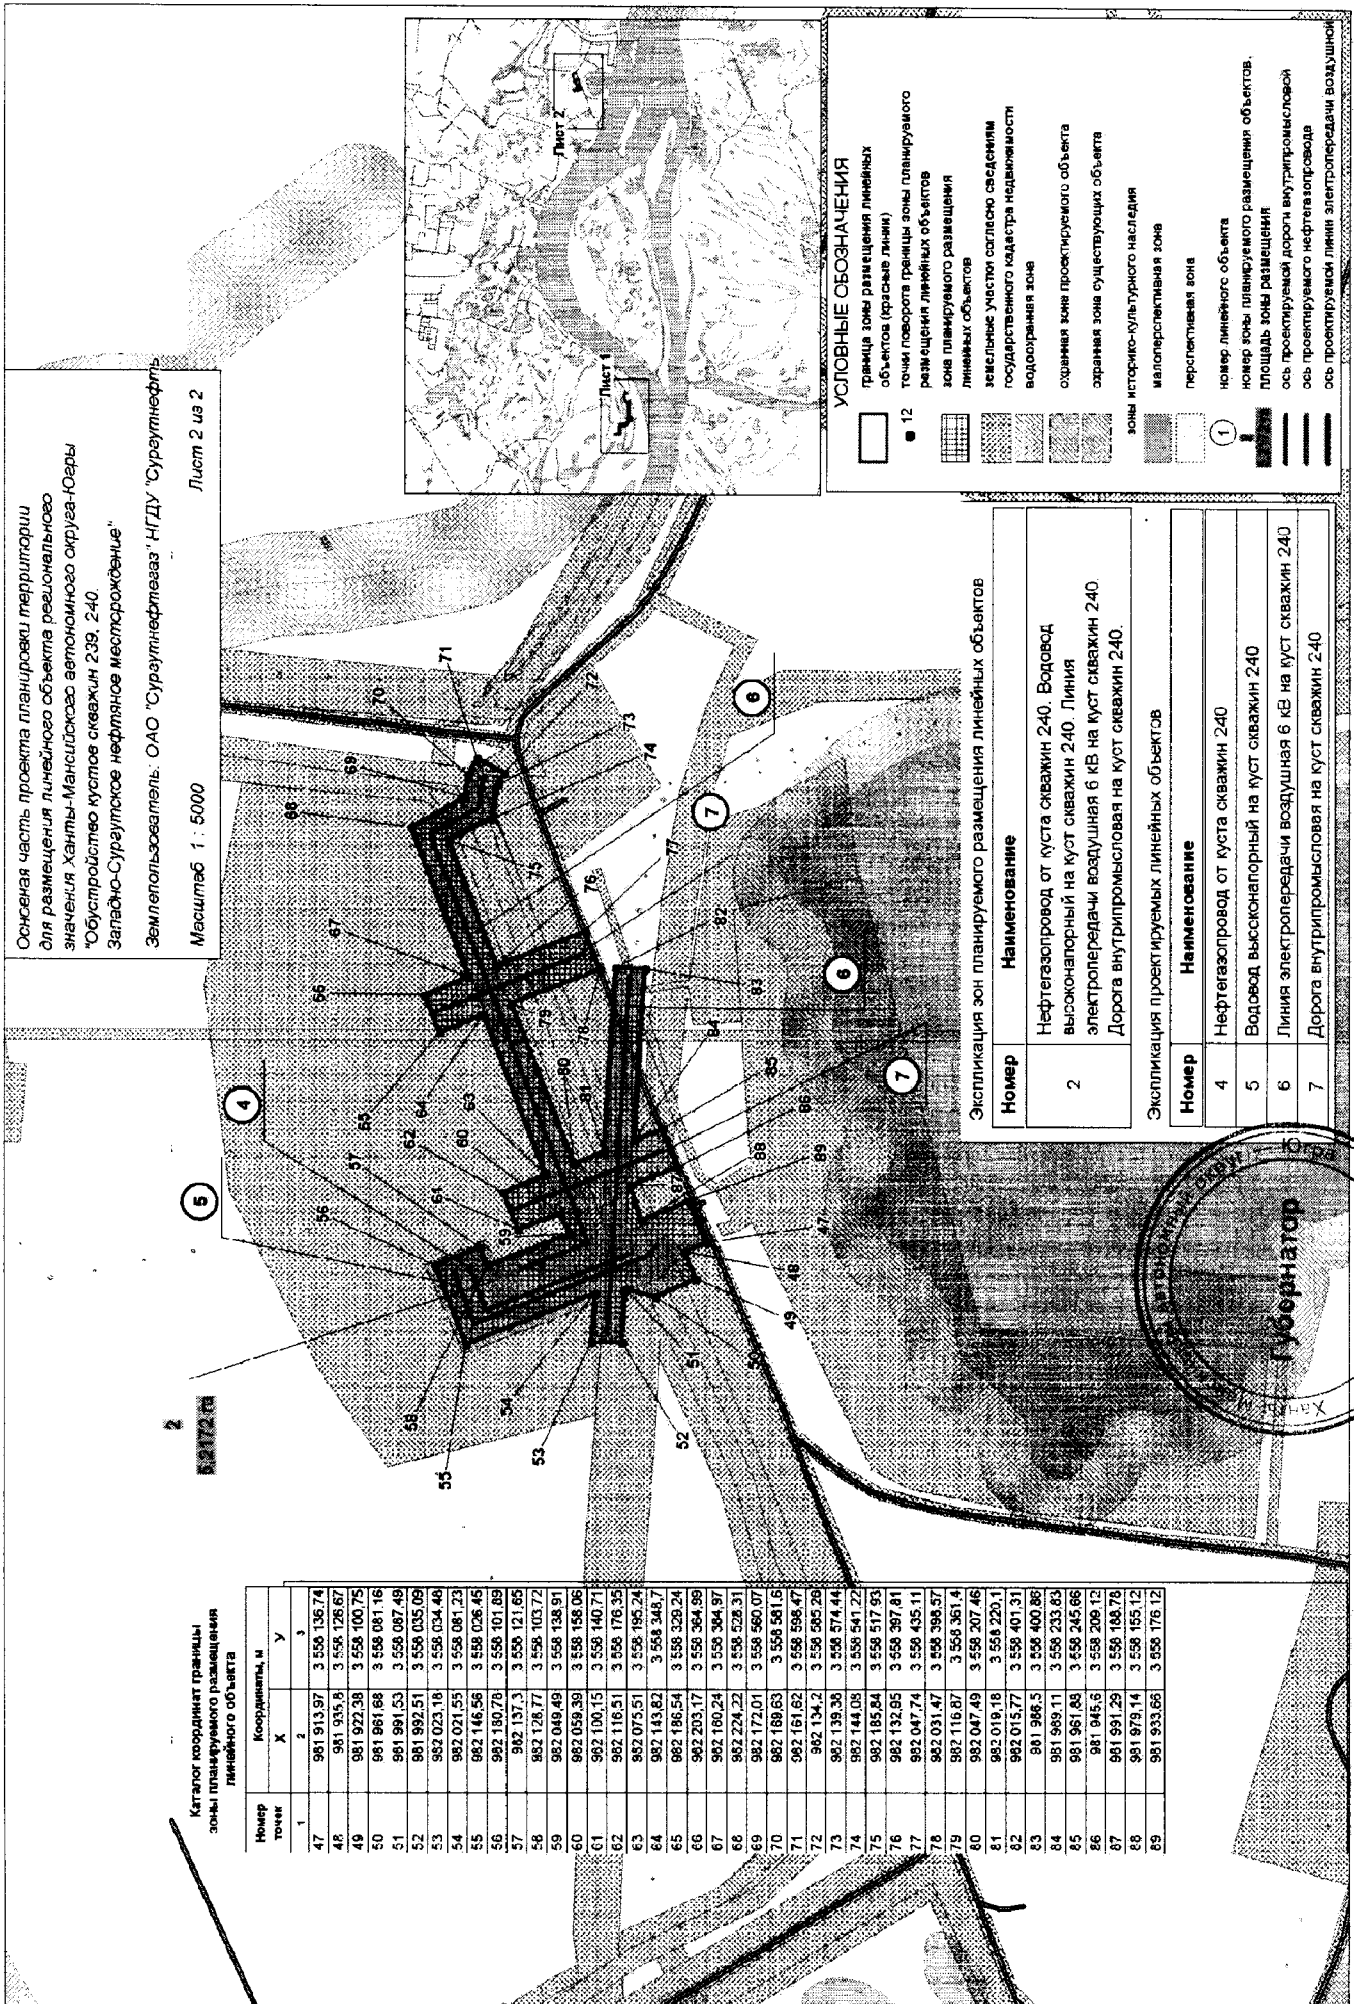 Основная часть проекта планировки территории
для размещения линейного объекта регионального
значения Ханты-Мансийского автономного округа-Югры
"Обустройство кустов скважин 239, 240.
Западно-Сургутское нефтяное месторождение"
Землепользователь: ОАО "Сургутнефтегаз" НГДУ "Сургутнефть"
Масштаб 1 : 5000
Лист 2 из 2
Лист 1
Лист 2
УСЛОВНЫЕ ОБОЗНАЧЕНИЯ
граница зоны размещения линейных
объектов (красные линии)
12
точки поворота границы зоны планируемого
размещения линейных объектов
зона планируемого размещения
линейных объектов
земельные участки согласно сведениям
государственного кадастра недвижимости
водоохранная зона
охранная зона проектируемого объекта
охранная зона существующих объекта
зоны историко-культурного наследия
малоперспективная зона
перспективная зона
1
номер линейного объекта
номер зоны планируемого размещения объектов.
площадь зоны размещения
ось проектируемой дороги внутрипромысловой
ось проектируемого нефтегазопровода
ось проектируемой линии электропередачи воздушной
Экспликация зон планируемого размещения линейных объектов
Номер Наименование
2 Нефтегазопровод от куста скважин 240. Водовод
высоконапорный на куст скважин 240. Линия
электропередачи воздушная 6 кВ на куст скважин 240.
Дорога внутрипромысловая на куст скважин 240.
Экспликация проектируемых линейных объектов
Номер Наименование
4 Нефтегазопровод от куста скважин 240
5 Водовод высоконапорный на куст скважин 240
6 Линия электропередачи воздушная 6 кВ на куст скважин 240
7 Дорога внутрипромысловая на куст скважин 240
Губернатор
2
Каталог координат границы
зоны планируемого размещения
линейного объекта
Номер точек Координаты, м
X У
1 2 3
47 981 913,97 3 558 136,74
48 981 935,8 3 558 126,67
49 981 922,38 3 558 100,75
50 981 961,68 3 558 081,16
51 981 991,53 3 558 087,49
52 981 992,51 3 558 035,09
53 982 023,18 3 558 034,48
54 982 021,55 3 558 081,23
55 982 146,56 3 558 026,45
56 982 180,78 3 558 101,89
57 982 137,3 3 558 121,65
58 982 128,77 3 558 103,72
59 982 049,49 3 558 138,91
60 982 059,39 3 558 158,06
61 982 100,15 3 558 140,71
62 982 116,51 3 558 176,35
63 982 075,51 3 558 195,24
64 982 143,82 3 558 348,7
65 982 186,54 3 558 329,24
66 982 203,17 3 558 364,99
67 982 160,24 3 558 384,97
68 982 224,22 3 558 528,31
69 982 172,01 3 558 560,07
70 982 189,63 3 558 581,6
71 982 161,62 3 558 598,47
72 982 134,2 3 558 585,28
73 982 139,38 3 558 574,44
74 982 144,08 3 558 541,22
75 982 185,84 3 558 517,93
76 982 132,95 3 558 397,81
77 982 047,74 3 558 435,11
78 982 031,47 3 558 398,57
79 982 116,87 3 558 361,4
80 982 047,49 3 558 207,46
81 982 019,18 3 558 220,1
82 982 015,77 3 558 401,31
83 981 986,5 3 558 400,88
84 981 989,11 3 558 233,83
85 981 961,88 3 558 245,66
86 981 945,6 3 558 209,12
87 981 991,29 3 558 188,78
88 981 979,14 3 558 155,12
89 981 933,66 3 558 176,12